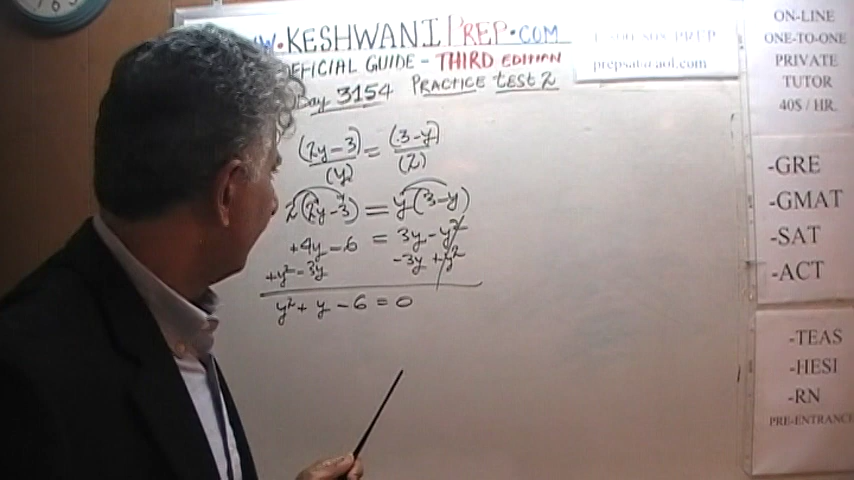 W.KESHWANI PREP.COM
OFFICIAL GUIDE - THIRD EDITION
Day 3154 PRACTICE TEST 2
(2y-3)/(y) = (3-y)/(2)
2(2y-3) = y(3-y)
+4y-6 = 3y-y²
+y²-3y -3y+y²
y²+y-6=0
PREP
prepsat@aol.com
ON-LINE
ONE-TO-ONE
PRIVATE
TUTOR
40$ / HR.
-GRE
-GMAT
-SAT
-ACT
-TEAS
-HESI
-RN
PRE-ENTRANCE